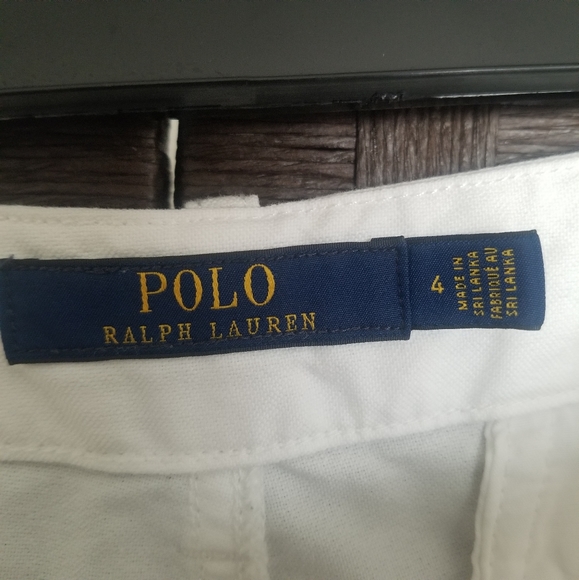 POLO
RALPH LAUREN
4
MADE IN
SRI LANKA
FABRIQUÉ AU
SRI LANKA